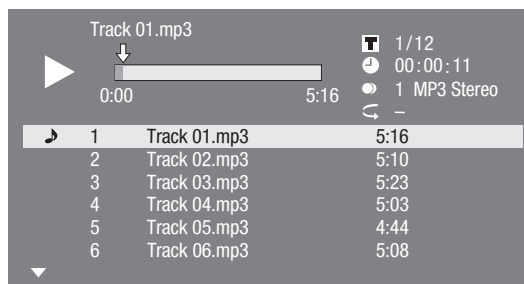 Track 01.mp3
T 1/12
00:00:11
0:00 5:16
1 MP3 Stereo
–
1 Track 01.mp3 5:16
2 Track 02.mp3 5:10
3 Track 03.mp3 5:23
4 Track 04.mp3 5:03
5 Track 05.mp3 4:44
6 Track 06.mp3 5:08